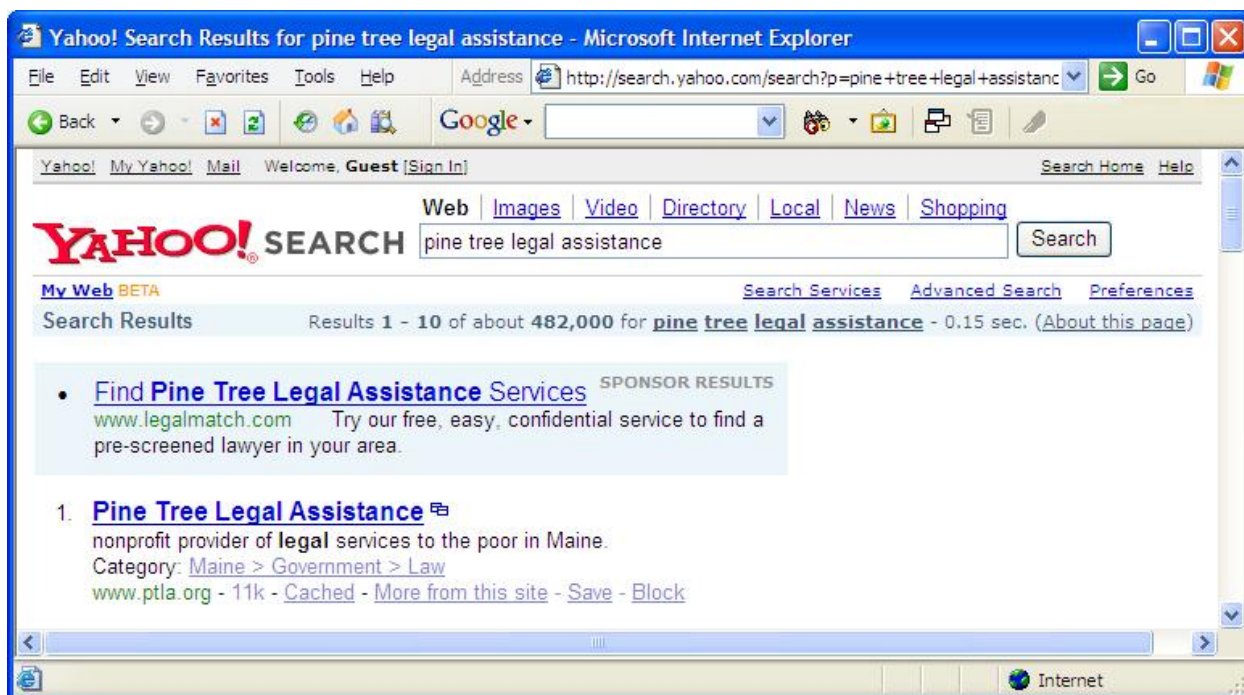 Yahoo! Search Results for pine tree legal assistance - Microsoft Internet Explorer
File Edit View Favorites Tools Help Address http://search.yahoo.com/search?p=pine+tree+legal+assistanc Go
Back Google
Yahoo! My Yahoo! Mail Welcome, Guest [Sign In] Search Home Help
Web | Images | Video | Directory | Local | News | Shopping
YAHOO! SEARCH pine tree legal assistance Search
My Web BETA Search Services Advanced Search Preferences
Search Results Results 1 - 10 of about 482,000 for pine tree legal assistance - 0.15 sec. (About this page)
• Find Pine Tree Legal Assistance Services SPONSOR RESULTS
www.legalmatch.com Try our free, easy, confidential service to find a
pre-screened lawyer in your area.
1. Pine Tree Legal Assistance
nonprofit provider of legal services to the poor in Maine.
Category: Maine > Government > Law
www.ptla.org - 11k - Cached - More from this site - Save - Block
Internet